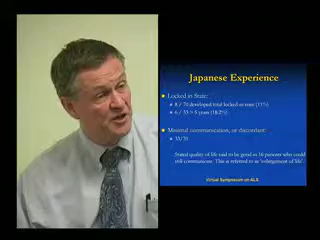 Japanese Experience
Locked in State:
8 / 70 developed total locked in state (11%)
6 / 33 > 5 years (18.2%)
Minimal communication, or discordant:
33/70
Stated quality of life said to be good in 16 patients who could
still communicate. This is referred to as 'enlargement of life'.
Virtual Symposium on ALS